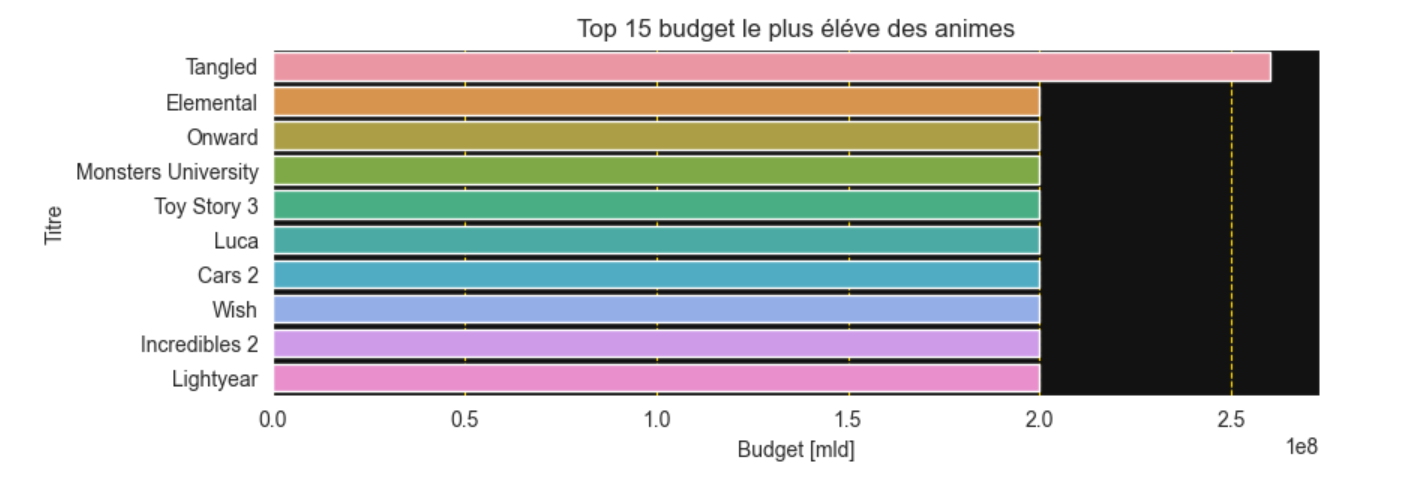 Top 15 budget le plus éléve des animes
Tangled
Elemental
Onward
Monsters University
Toy Story 3
Luca
Cars 2
Wish
Incredibles 2
Lightyear
Titre
0.0 0.5 1.0 1.5 2.0 2.5
Budget [mld]
1e8